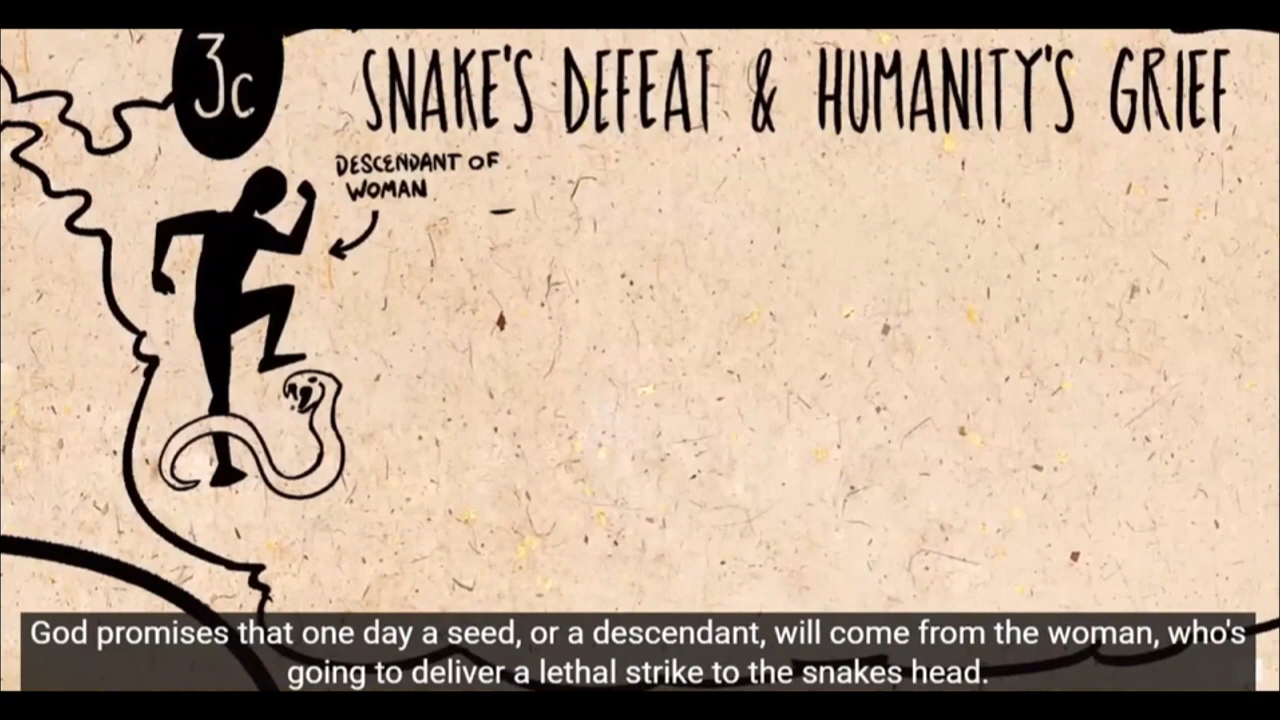 3c
SNAKE'S DEFEAT & HUMANITY'S GRIEF
DESCENDANT OF
WOMAN
God promises that one day a seed, or a descendant, will come from the woman, who's
going to deliver a lethal strike to the snakes head.